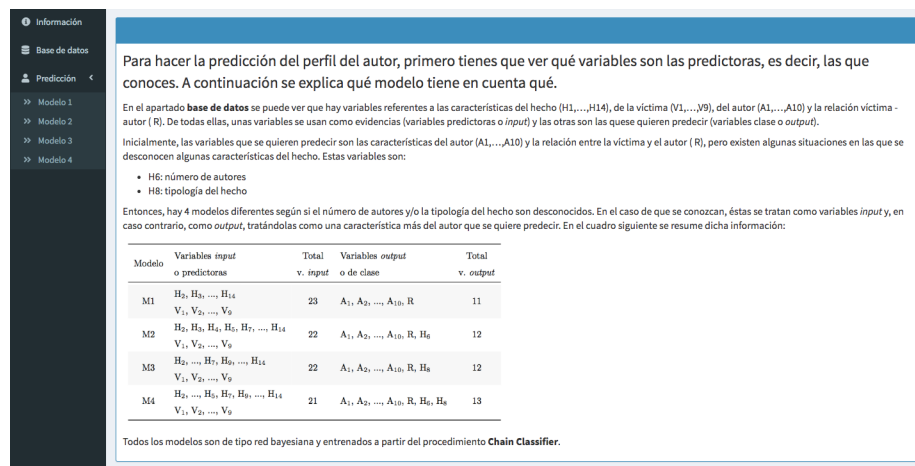 Información
Base de datos
Predicción
Modelo 1
Modelo 2
Modelo 3
Modelo 4
Para hacer la predicción del perfil del autor, primero tienes que ver qué variables son las predictoras, es decir, las que
conoces. A continuación se explica qué modelo tiene en cuenta qué.
En el apartado base de datos se puede ver que hay variables referentes a las características del hecho (H1,...,H14), de la víctima (V1,...,V9), del autor (A1,...,A10) y la relación víctima -
autor ( R). De todas ellas, unas variables se usan como evidencias (variables predictoras o input) y las otras son las quese quieren predecir (variables clase o output).
Inicialmente, las variables que se quieren predecir son las características del autor (A1,...,A10) y la relación entre la víctima y el autor ( R), pero existen algunas situaciones en las que se
desconocen algunas características del hecho. Estas variables son:
• H6: número de autores
• H8: tipología del hecho
Entonces, hay 4 modelos diferentes según si el número de autores y/o la tipología del hecho son desconocidos. En el caso de que se conozcan, éstas se tratan como variables input y, en
caso contrario, como output, tratándolas como una característica más del autor que se quiere predecir. En el cuadro siguiente se resume dicha información:
Modelo Variables input o predictoras Total v. input Variables output o de clase Total v. output
M1 H₂, H₃, ..., H₁₄ V₁, V₂, ..., V₉ 23 A₁, A₂, ..., A₁₀, R 11
M2 H₂, H₃, H₄, H₅, H₇, ..., H₁₄ V₁, V₂, ..., V₉ 22 A₁, A₂, ..., A₁₀, R, H₆ 12
M3 H₂, ..., H₇, H₉, ..., H₁₄ V₁, V₂, ..., V₉ 22 A₁, A₂, ..., A₁₀, R, H₈ 12
M4 H₂, ..., H₅, H₇, H₉, ..., H₁₄ V₁, V₂, ..., V₉ 21 A₁, A₂, ..., A₁₀, R, H₆, H₈ 13
Todos los modelos son de tipo red bayesiana y entrenados a partir del procedimiento Chain Classifier.